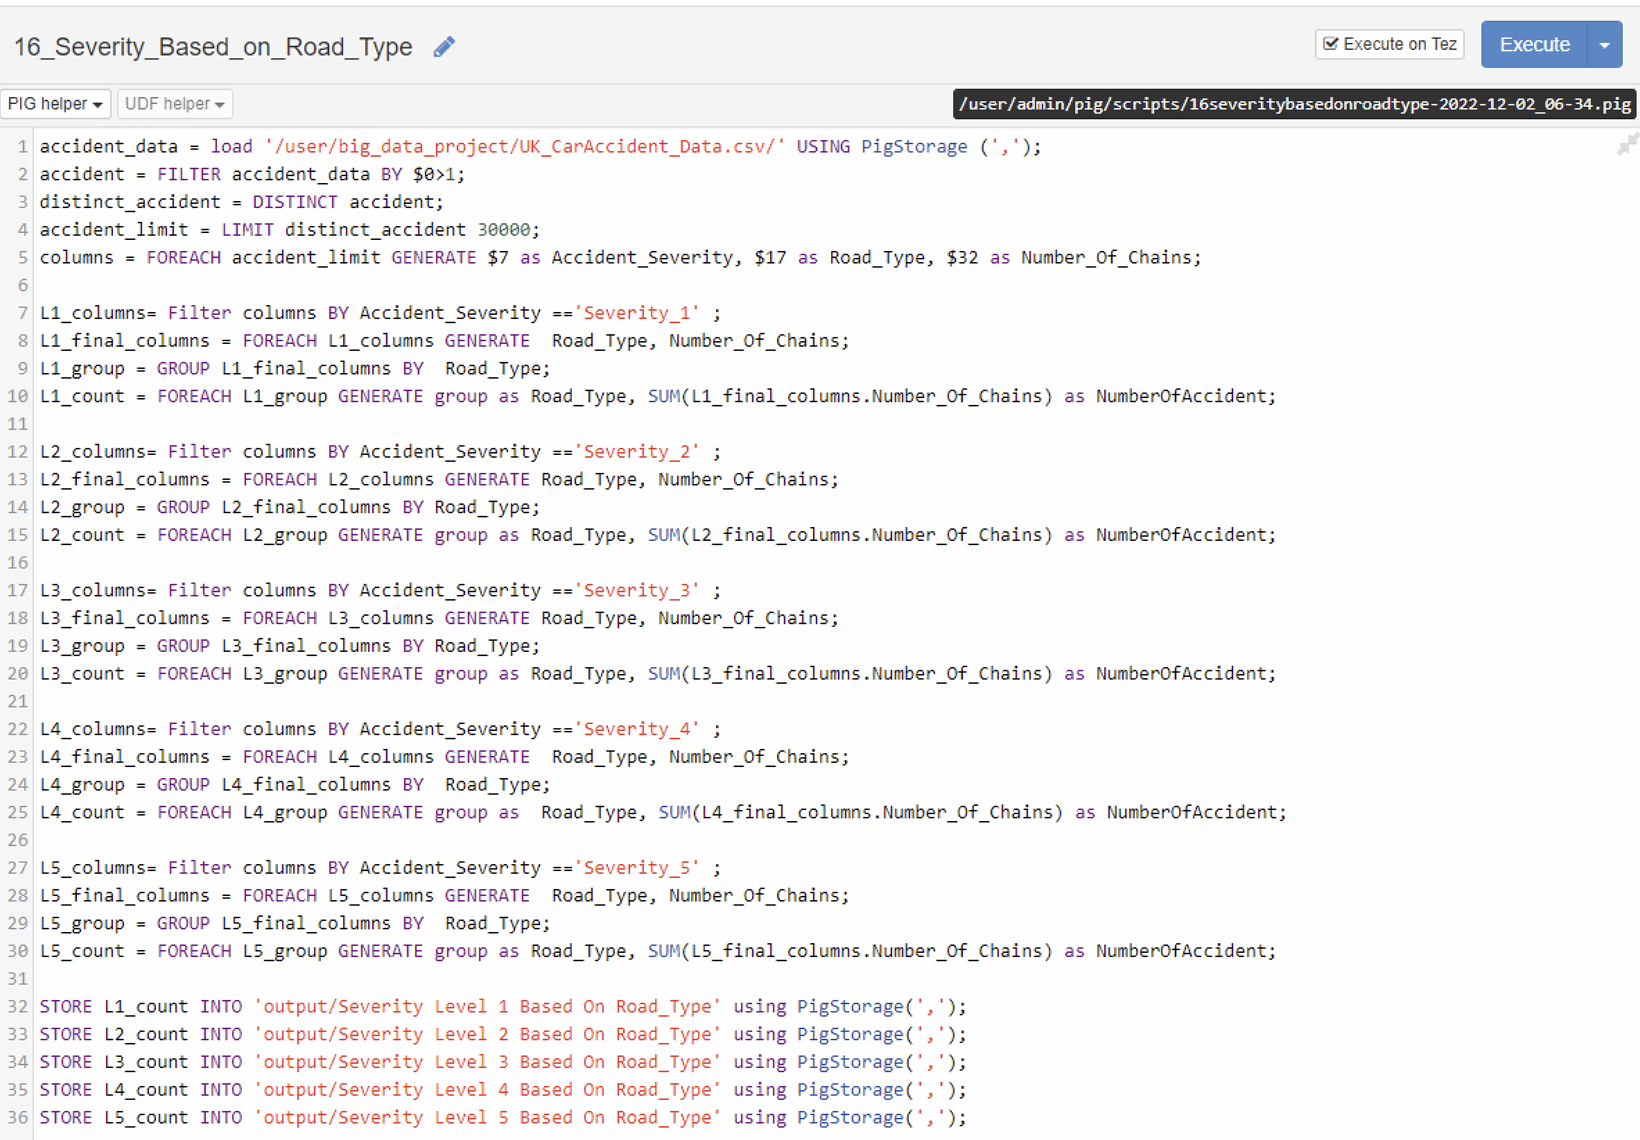 16_Severity_Based_on_Road_Type
Execute on Tez
Execute
PIG helper
UDF helper
/user/admin/pig/scripts/16severitybasedonroadtype-2022-12-02_06-34.pig
1 accident_data = load '/user/big_data_project/UK_CarAccident_Data.csv/' USING PigStorage (',');
2 accident = FILTER accident_data BY $0>1;
3 distinct_accident = DISTINCT accident;
4 accident_limit = LIMIT distinct_accident 30000;
5 columns = FOREACH accident_limit GENERATE $7 as Accident_Severity, $17 as Road_Type, $32 as Number_Of_Chains;
6
7 L1_columns= Filter columns BY Accident_Severity =='Severity_1' ;
8 L1_final_columns = FOREACH L1_columns GENERATE  Road_Type, Number_Of_Chains;
9 L1_group = GROUP L1_final_columns BY  Road_Type;
10 L1_count = FOREACH L1_group GENERATE group as Road_Type, SUM(L1_final_columns.Number_Of_Chains) as NumberOfAccident;
11
12 L2_columns= Filter columns BY Accident_Severity =='Severity_2' ;
13 L2_final_columns = FOREACH L2_columns GENERATE Road_Type, Number_Of_Chains;
14 L2_group = GROUP L2_final_columns BY Road_Type;
15 L2_count = FOREACH L2_group GENERATE group as Road_Type, SUM(L2_final_columns.Number_Of_Chains) as NumberOfAccident;
16
17 L3_columns= Filter columns BY Accident_Severity =='Severity_3' ;
18 L3_final_columns = FOREACH L3_columns GENERATE Road_Type, Number_Of_Chains;
19 L3_group = GROUP L3_final_columns BY Road_Type;
20 L3_count = FOREACH L3_group GENERATE group as Road_Type, SUM(L3_final_columns.Number_Of_Chains) as NumberOfAccident;
21
22 L4_columns= Filter columns BY Accident_Severity =='Severity_4' ;
23 L4_final_columns = FOREACH L4_columns GENERATE  Road_Type, Number_Of_Chains;
24 L4_group = GROUP L4_final_columns BY  Road_Type;
25 L4_count = FOREACH L4_group GENERATE group as  Road_Type, SUM(L4_final_columns.Number_Of_Chains) as NumberOfAccident;
26
27 L5_columns= Filter columns BY Accident_Severity =='Severity_5' ;
28 L5_final_columns = FOREACH L5_columns GENERATE  Road_Type, Number_Of_Chains;
29 L5_group = GROUP L5_final_columns BY  Road_Type;
30 L5_count = FOREACH L5_group GENERATE group as Road_Type, SUM(L5_final_columns.Number_Of_Chains) as NumberOfAccident;
31
32 STORE L1_count INTO 'output/Severity Level 1 Based On Road_Type' using PigStorage(',');
33 STORE L2_count INTO 'output/Severity Level 2 Based On Road_Type' using PigStorage(',');
34 STORE L3_count INTO 'output/Severity Level 3 Based On Road_Type' using PigStorage(',');
35 STORE L4_count INTO 'output/Severity Level 4 Based On Road_Type' using PigStorage(',');
36 STORE L5_count INTO 'output/Severity Level 5 Based On Road_Type' using PigStorage(',');